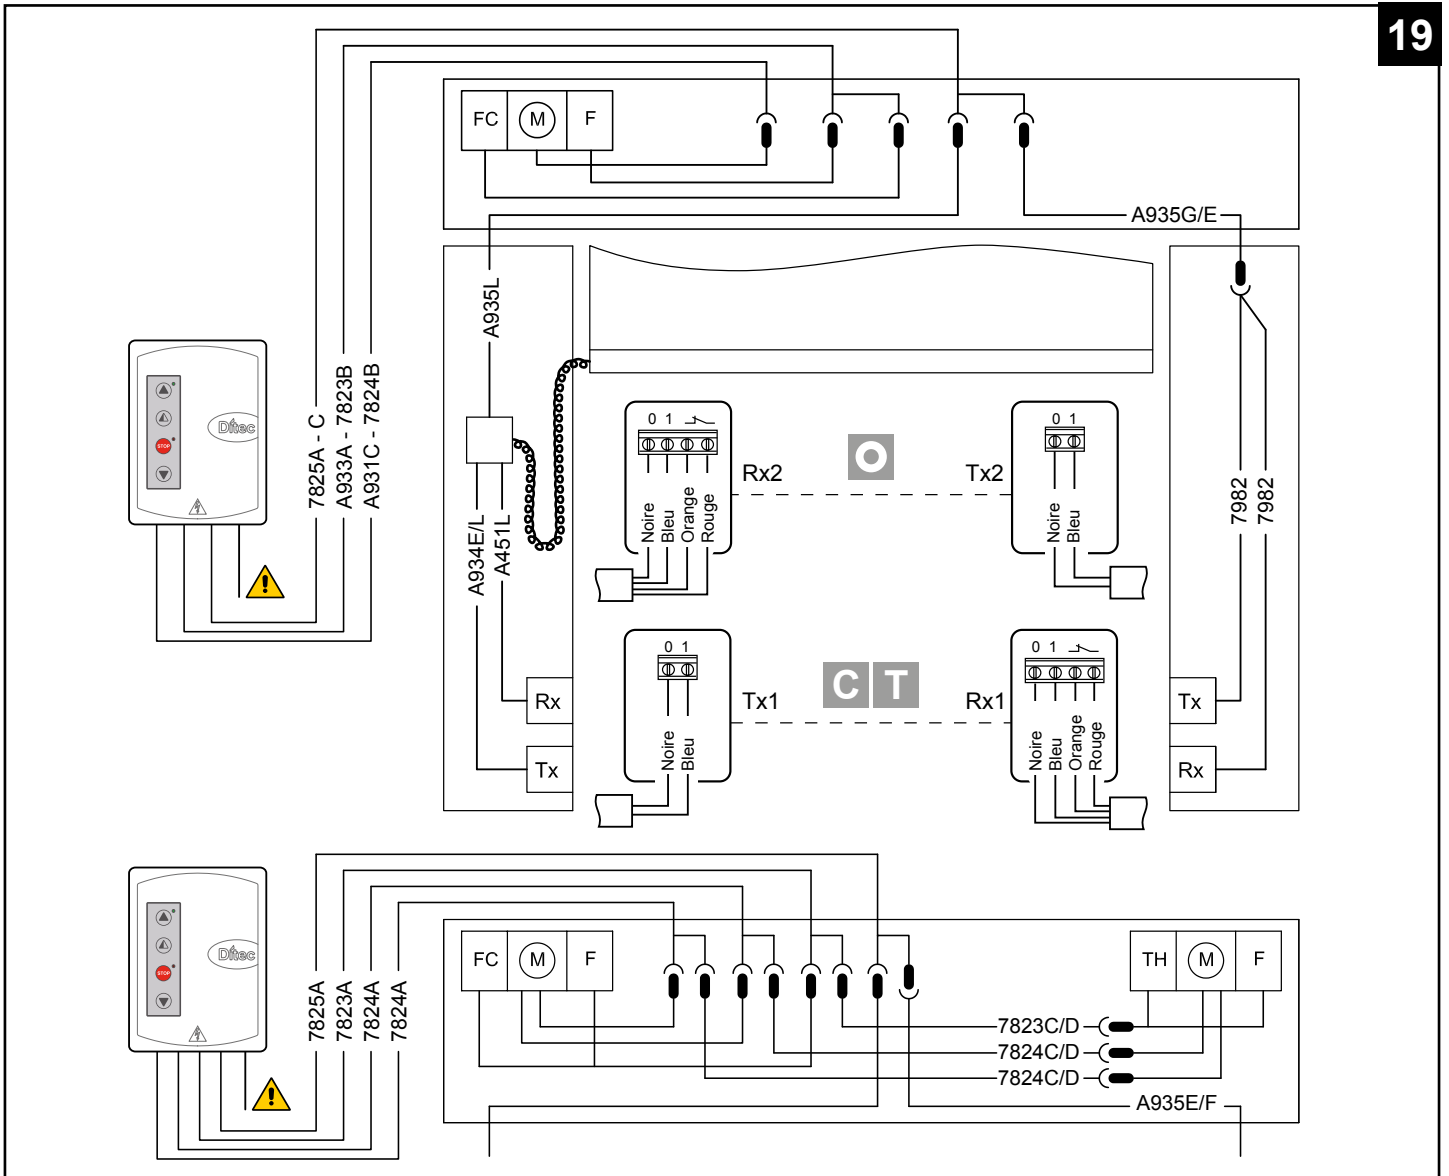 19
FC M F
A935G/E
A935L
7825A - C
A933A - 7823B
A931C - 7824B
Ditec
STOP
0 1
Rx2
O
Tx2
0 1
Noire
Bleu
Orange
Rouge
Noire
Bleu
7982
7982
A934E/L
A451L
0 1
Tx1
C T
Rx1
0 1
Noire
Bleu
Noire
Bleu
Orange
Rouge
Rx
Tx
Tx
Rx
Ditec
STOP
7825A
7823A
7824A
7824A
FC M F
TH M F
7823C/D
7824C/D
7824C/D
A935E/F